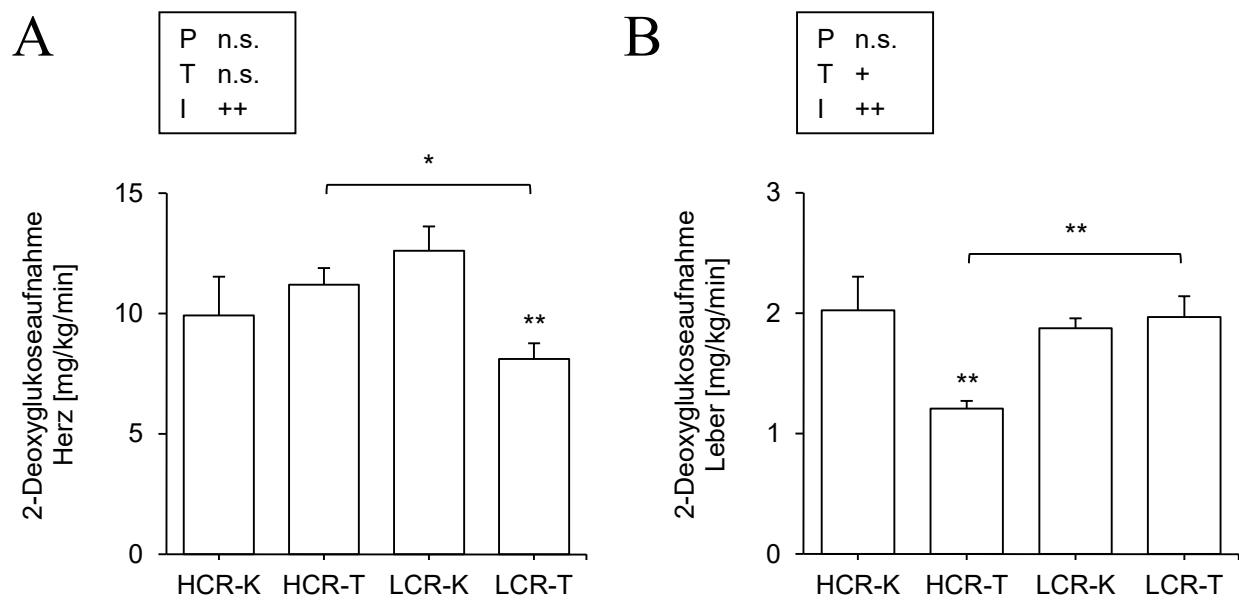 A
P n.s.
T n.s.
I ++
*
15
10
5
0
**
2-Deoxyglukoseaufnahme
Herz [mg/kg/min]
HCR-K HCR-T LCR-K LCR-T
B
P n.s.
T +
I ++
**
3
2
1
0
**
2-Deoxyglukoseaufnahme
Leber [mg/kg/min]
HCR-K HCR-T LCR-K LCR-T